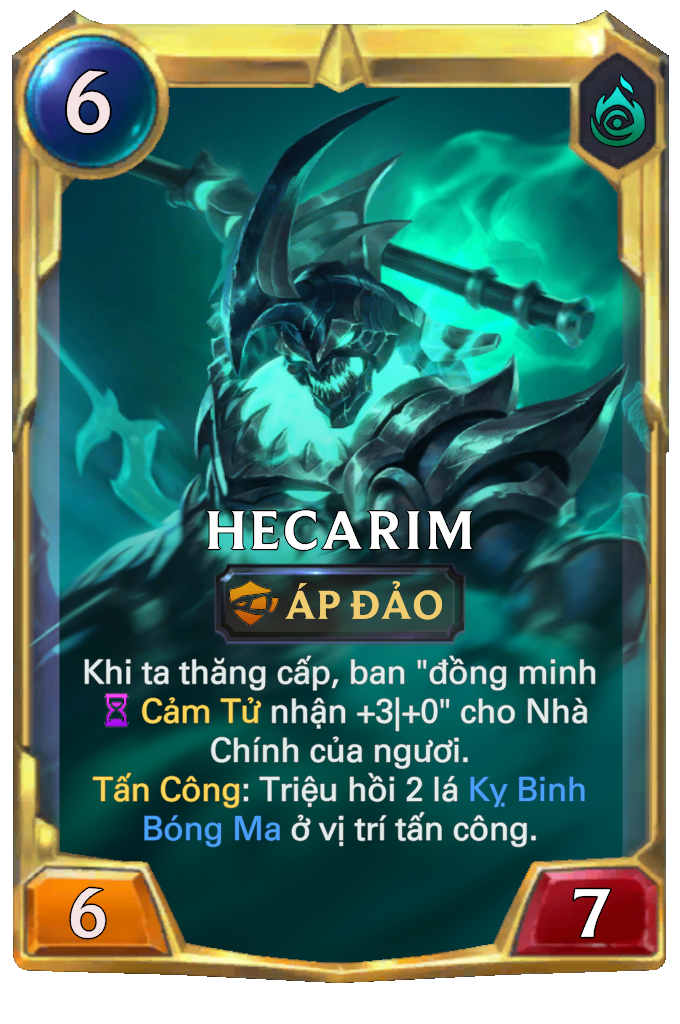 6
HECARIM
ÁP ĐẢO
Khi ta thăng cấp, ban "đồng minh
Cảm Tử nhận +3|+0" cho Nhà
Chính của ngươi.
Tấn Công: Triệu hồi 2 lá Kỵ Binh
Bóng Ma ở vị trí tấn công.
6
7